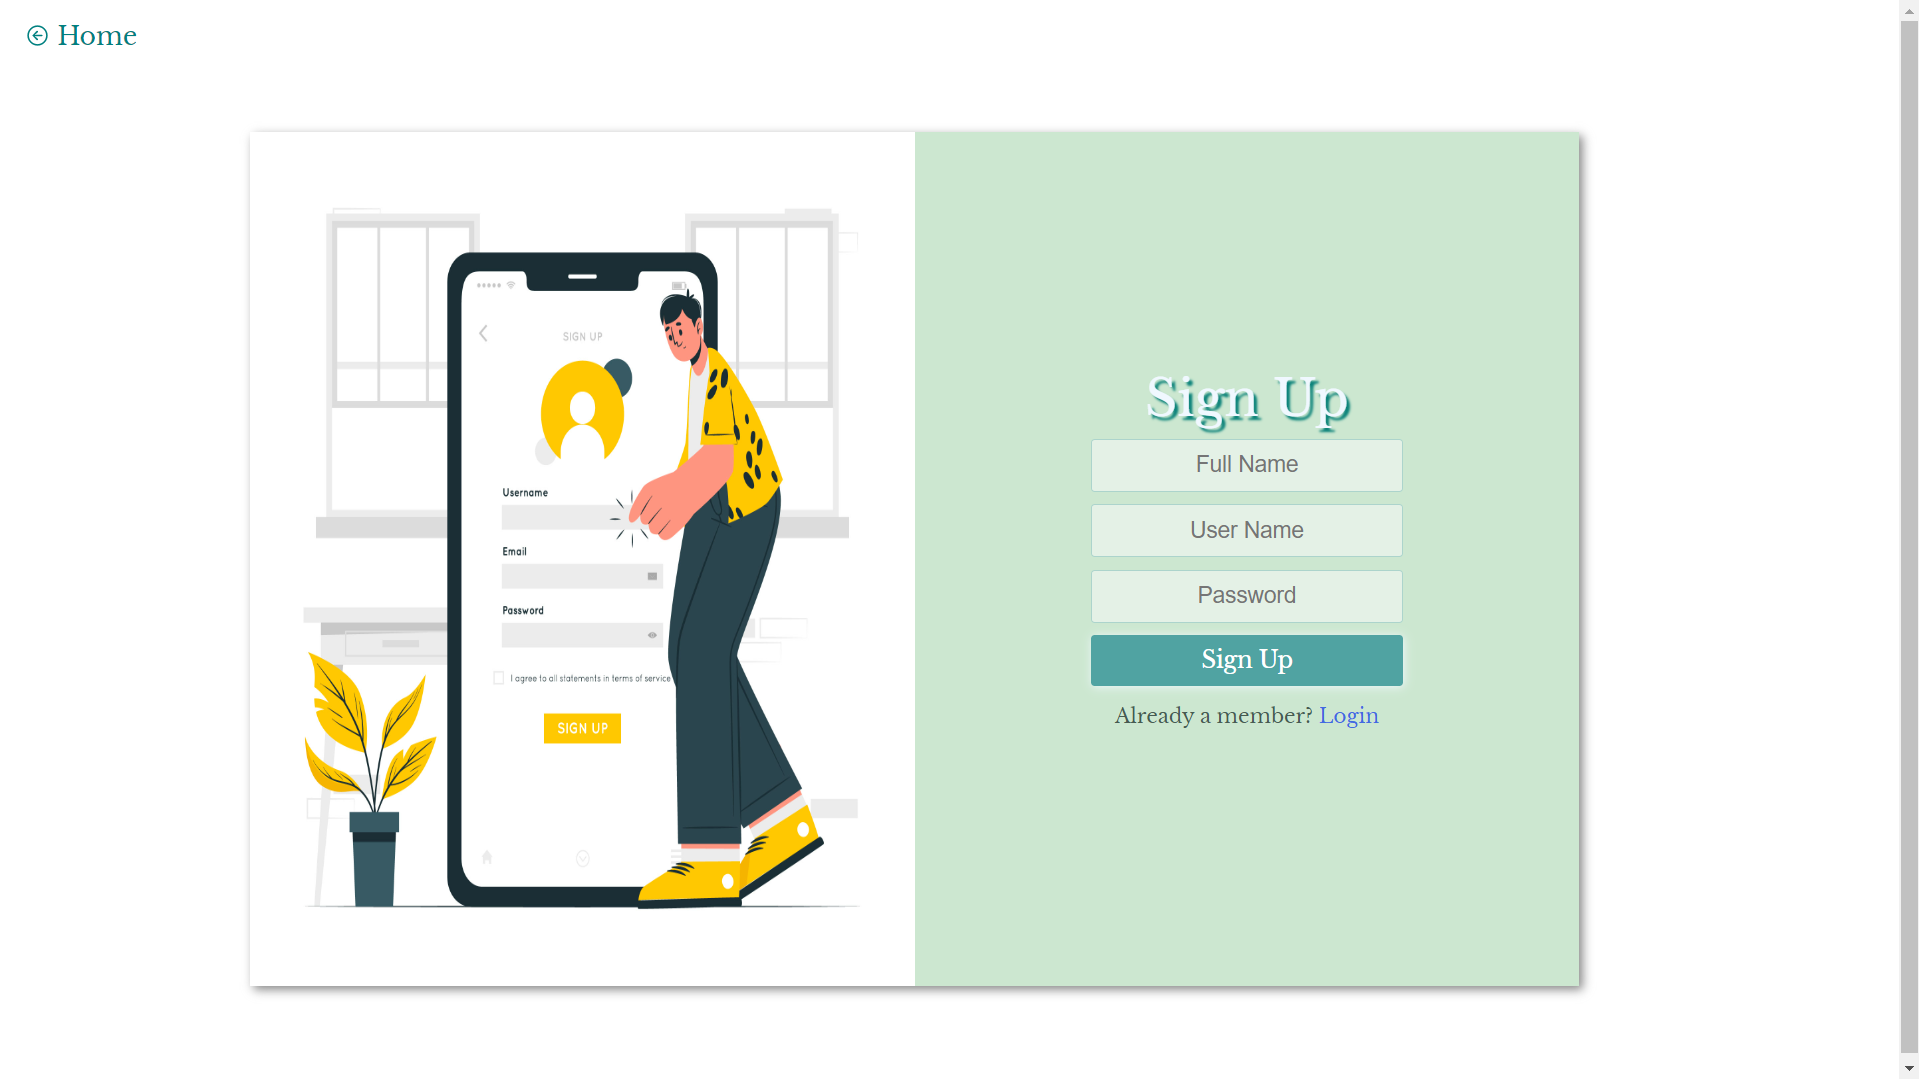 Home
SIGN UP
Username
Email
Password
I agree to all statements in terms of service
SIGN UP
Sign Up
Full Name
User Name
Password
Sign Up
Already a member? Login